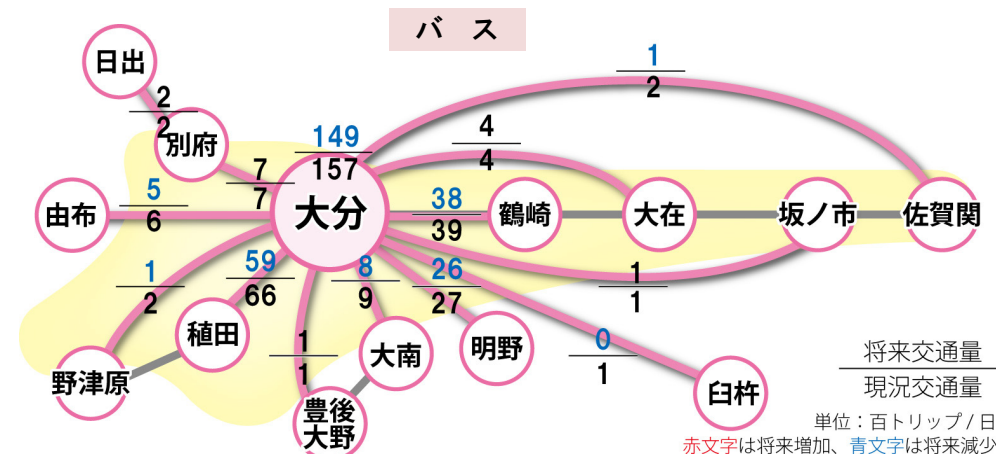 バス
日出
2
2
別府
149
157
1
2
4
4
7
7
5
6
由布
大分
38
39
鶴崎
大在
坂ノ市
佐賀関
1
2
59
66
8
9
26
27
1
1
野津原
稙田
1
1
大南
明野
0
1
臼杵
豊後
大野
将来交通量
現況交通量
単位：百トリップ / 日
赤文字は将来増加、青文字は将来減少